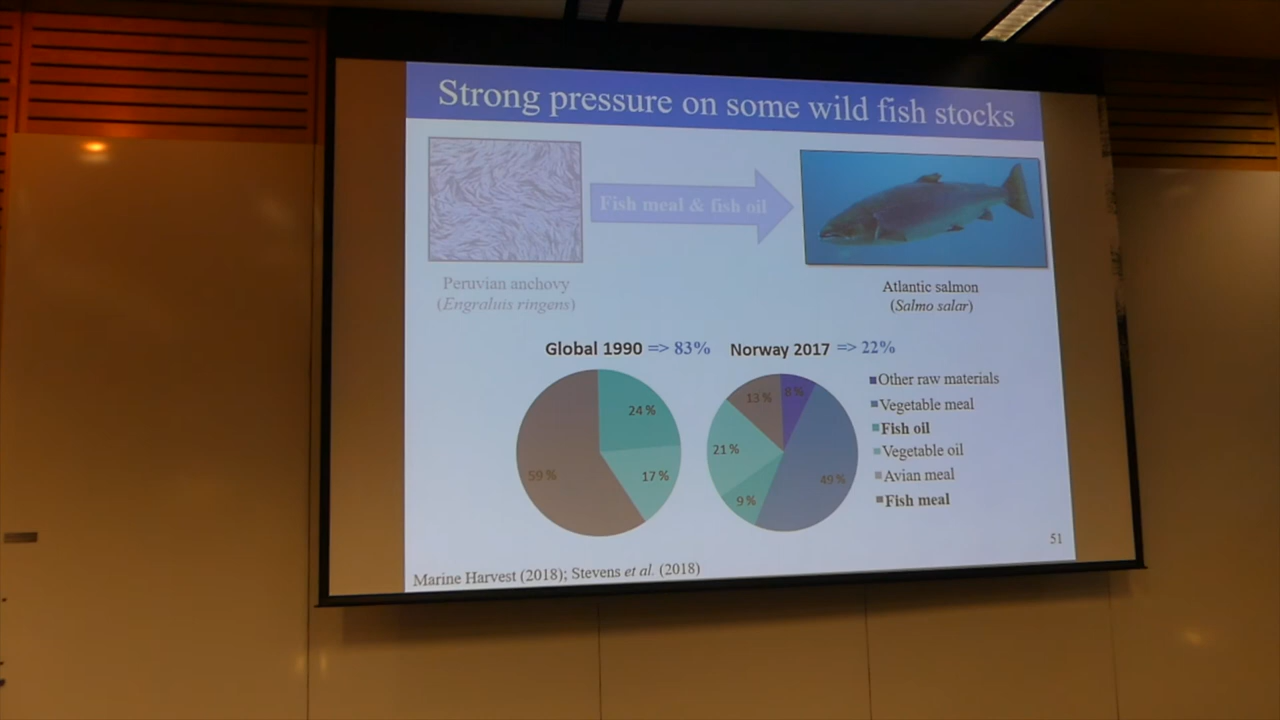 Strong pressure on some wild fish stocks
Fish meal & fish oil
Peruvian anchovy
(Engraluis ringens)
Atlantic salmon
(Salmo salar)
Global 1990 => 83%
Norway 2017 => 22%
24 %
17 %
59 %
8 %
49 %
9 %
21 %
13 %
Other raw materials
Vegetable meal
Fish oil
Vegetable oil
Avian meal
Fish meal
51
Marine Harvest (2018); Stevens et al. (2018)